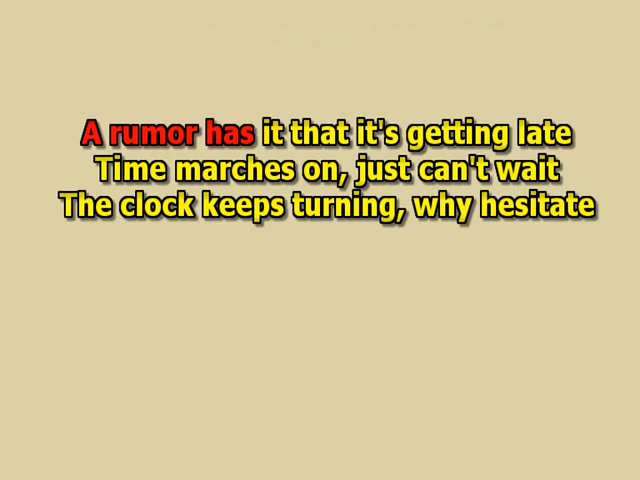 A rumor has it that it's getting late
Time marches on, just can't wait
The clock keeps turning, why hesitate